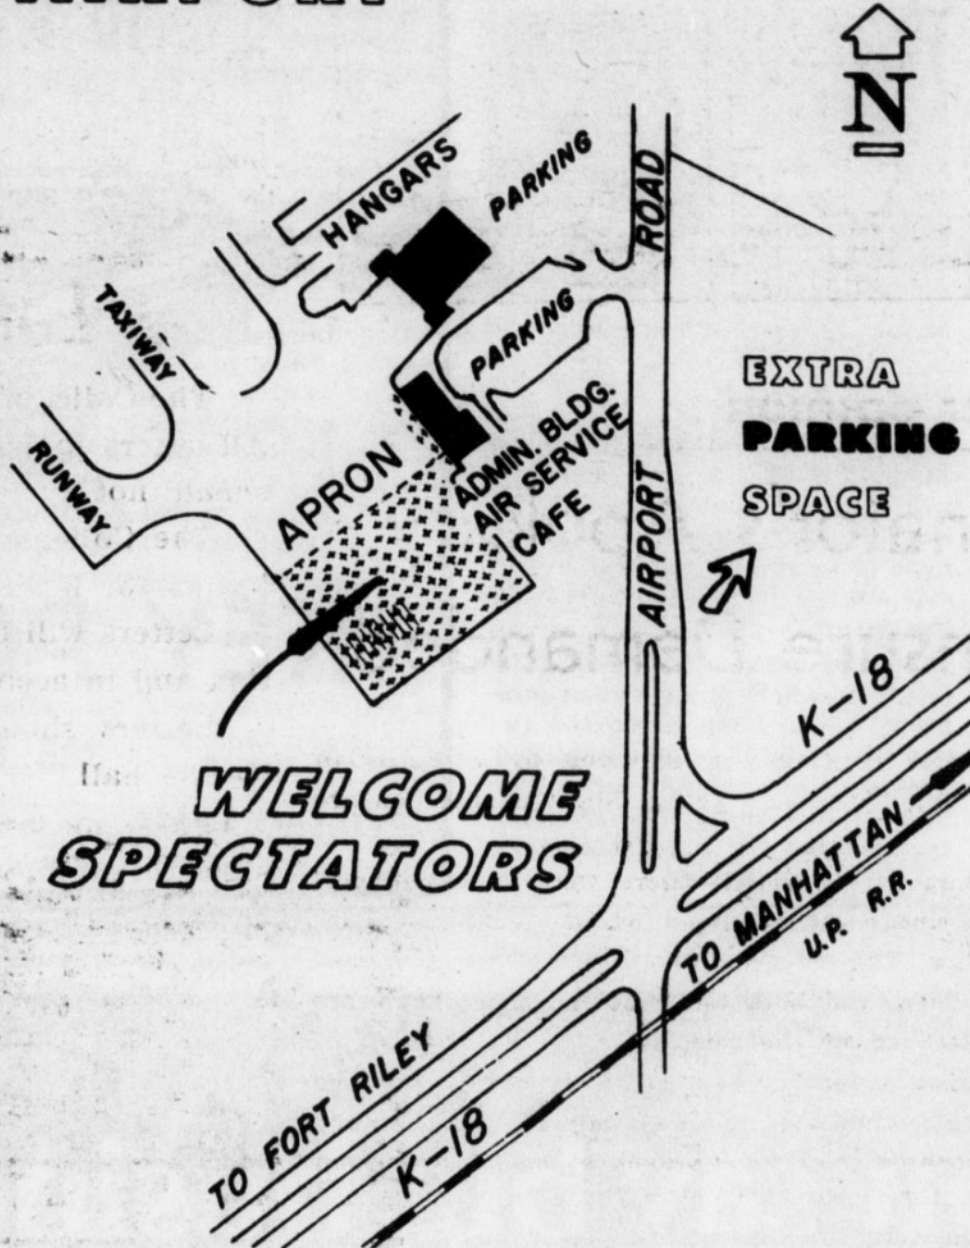 N
HANGARS
PARKING
ROAD
TAXIWAY
PARKING
RUNWAY
APRON
ADMIN. BLDG.
AIR SERVICE
CAFE
AIRPORT
EXTRA
PARKING
SPACE
K-18
WELCOME
SPECTATORS
TO MANHATTAN
U.P. R.R.
TO FORT RILEY
K-18